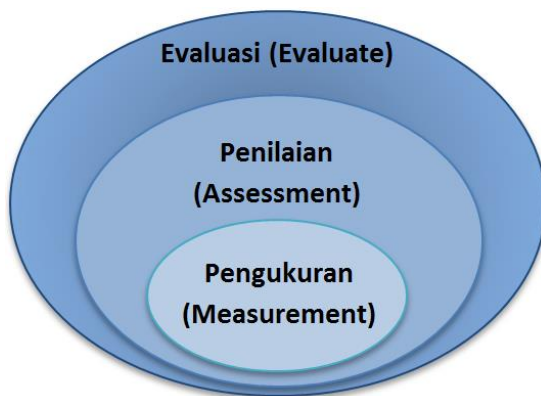 Evaluasi (Evaluate)
Penilaian
(Assessment)
Pengukuran
(Measurement)